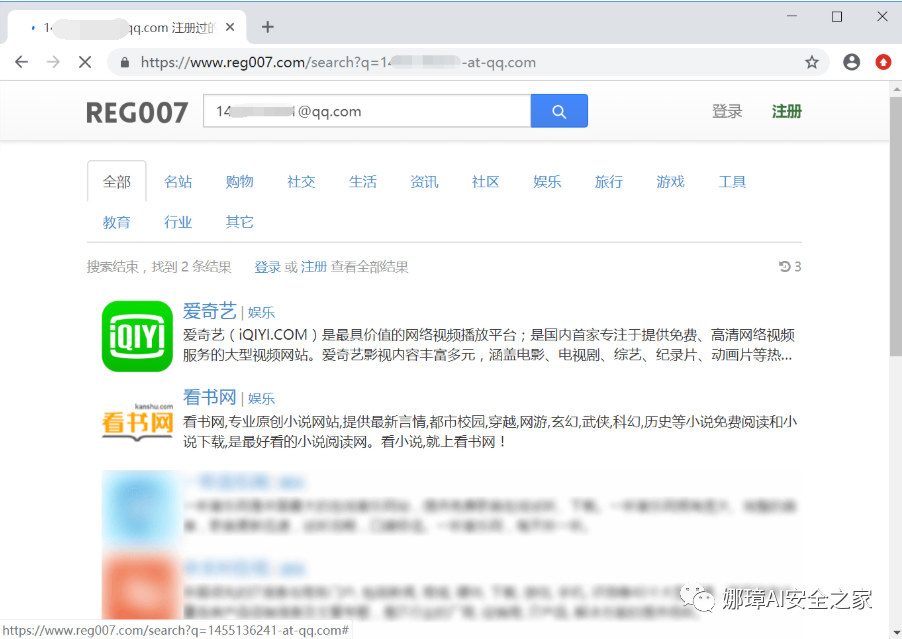 qq.com 注册过的
https://www.reg007.com/search?q=14 -at-qq.com
REG007
14 1@qq.com
登录 注册
全部 名站 购物 社交 生活 资讯 社区 娱乐 旅行 游戏 工具
教育 行业 其它
搜索结束，找到 2 条结果 登录 或 注册 查看全部结果 3
爱奇艺 | 娱乐
iQIYI
爱奇艺（iQIYI.COM）是最具价值的网络视频播放平台；是国内首家专注于提供免费、高清网络视频
服务的大型视频网站。爱奇艺影视内容丰富多元，涵盖电影、电视剧、综艺、纪录片、动画片等热...
看书网 | 娱乐
kanshu.com
看书网
看书网,专业原创小说网站,提供最新言情,都市校园,穿越,网游,玄幻,武侠,科幻,历史等小说免费阅读和小
说下载,是最好看的小说阅读网。看小说,就上看书网！
娜璋AI安全之家
https://www.reg007.com/search?q=1455136241-at-qq.com#